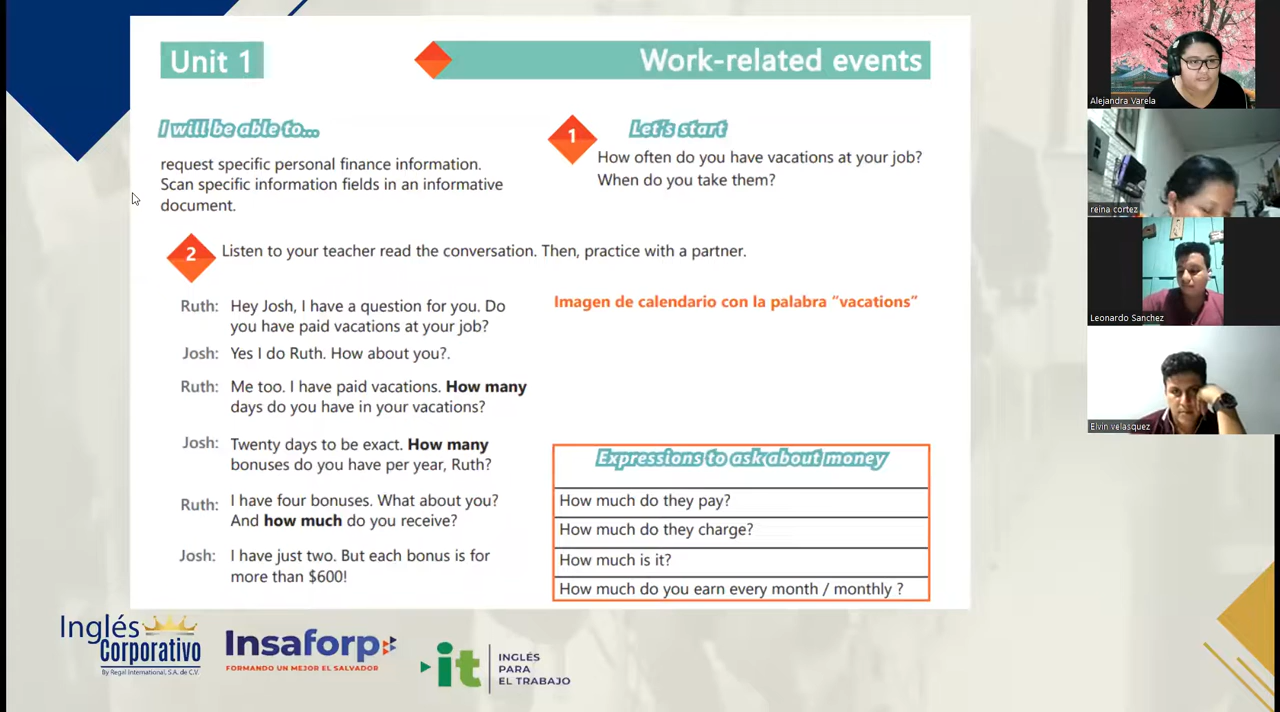 Unit 1
Work-related events
I will be able to...
request specific personal finance information.
Scan specific information fields in an informative
document.
1
Let's start
How often do you have vacations at your job?
When do you take them?
2
Listen to your teacher read the conversation. Then, practice with a partner.
Ruth: Hey Josh, I have a question for you. Do
you have paid vacations at your job?
Josh: Yes I do Ruth. How about you?.
Ruth: Me too. I have paid vacations. How many
days do you have in your vacations?
Josh: Twenty days to be exact. How many
bonuses do you have per year, Ruth?
Ruth: I have four bonuses. What about you?
And how much do you receive?
Josh: I have just two. But each bonus is for
more than $600!
Imagen de calendario con la palabra “vacations”
Expressions to ask about money
How much do they pay?
How much do they charge?
How much is it?
How much do you earn every month / monthly ?
Inglés
Corporativo
By Regal International, S.A. de C.V.
Insaforp
FORMANDO UN MEJOR EL SALVADOR
it
INGLÉS
PARA
EL TRABAJO
Alejandra Varela
reina cortez
Leonardo Sanchez
Elvin velasquez